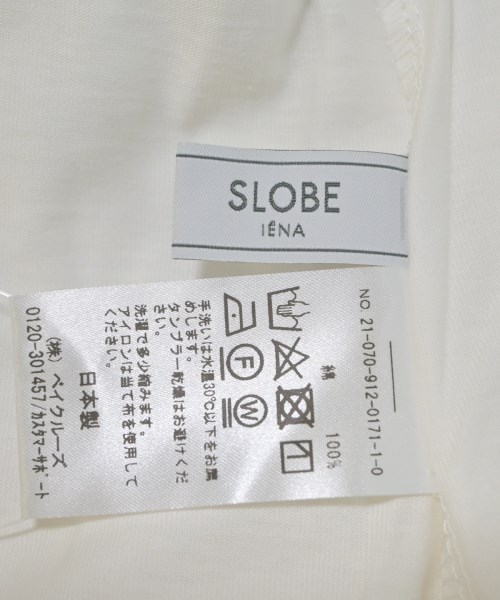 SLOBE
IÉNA
NO. 21-070-912-0171-1-0
綿 100%
F
W
手洗いは水温30℃以下をお薦
めします。
タンブラー乾燥はお避けくだ
さい。
洗濯で多少縮みます。
アイロンは当て布を使用して
ください。
日本製
(株) ベイクルーズ
0120-301457/カスタマーサポート